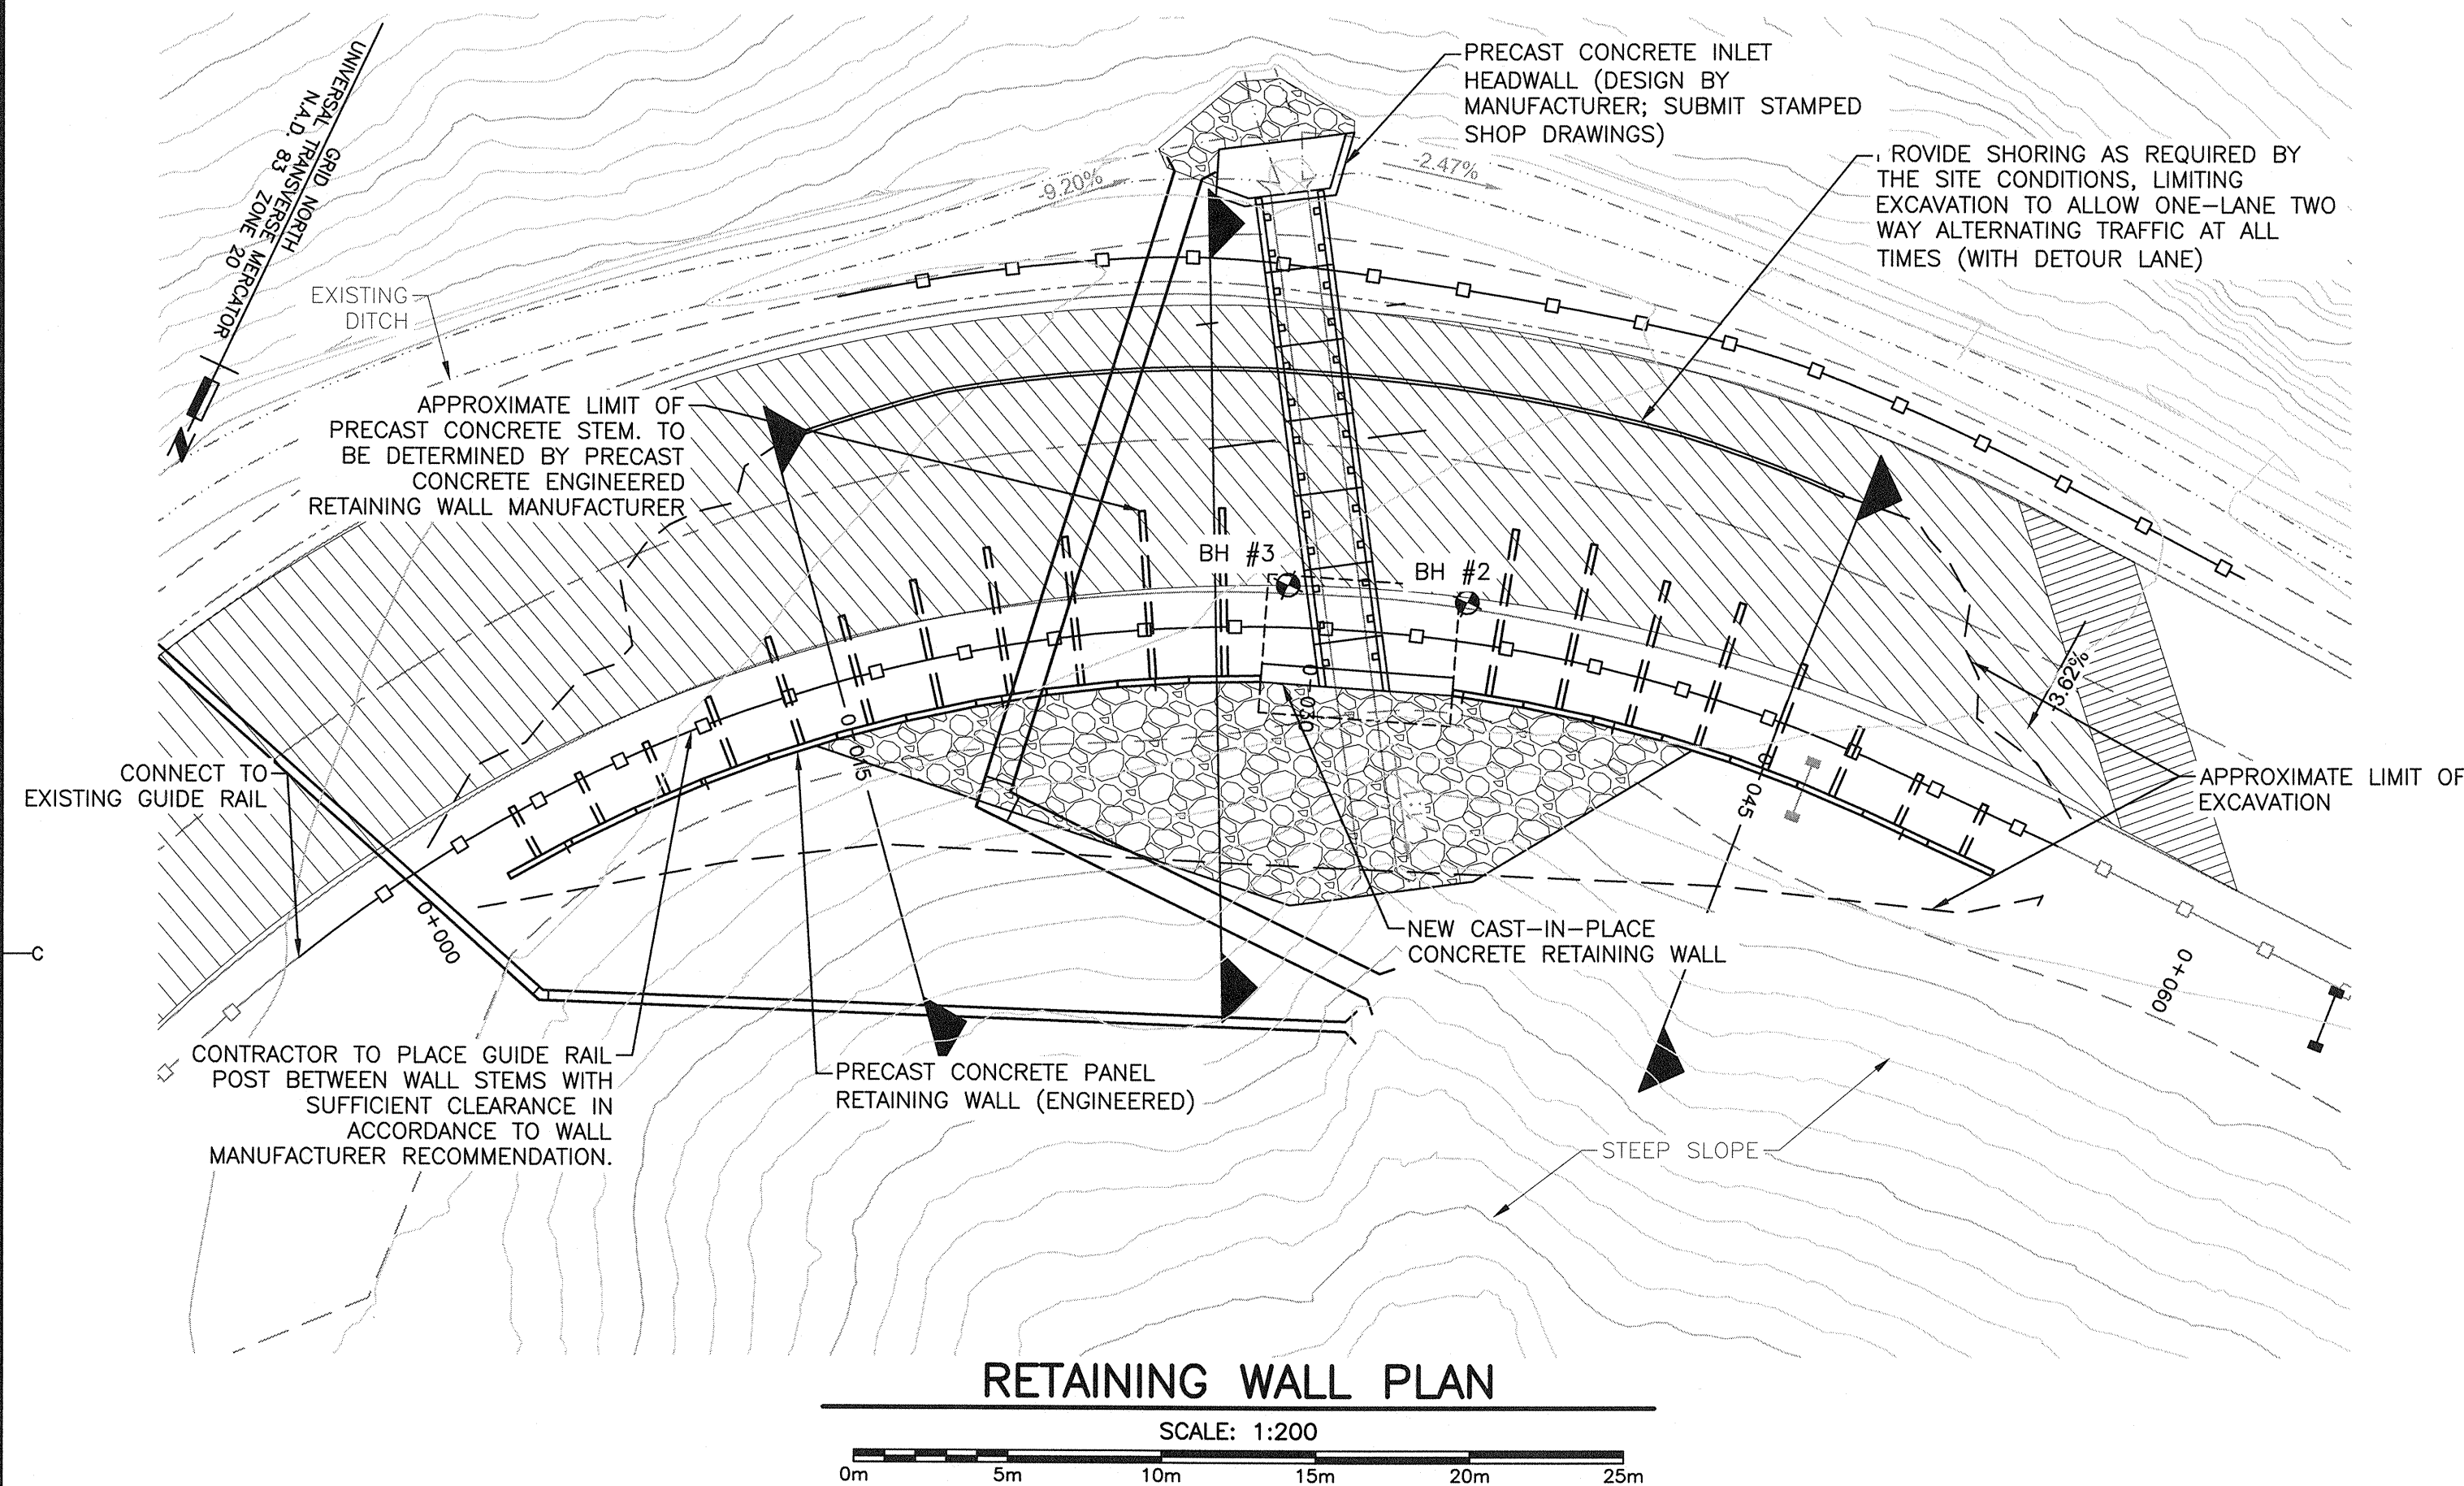 GRID NORTH
UNIVERSAL TRANSVERSE MERCATOR
N.A.D. 83 ZONE 20
PRECAST CONCRETE INLET
HEADWALL (DESIGN BY
MANUFACTURER; SUBMIT STAMPED
SHOP DRAWINGS)
ROVIDE SHORING AS REQUIRED BY
THE SITE CONDITIONS, LIMITING
EXCAVATION TO ALLOW ONE-LANE TWO
WAY ALTERNATING TRAFFIC AT ALL
TIMES (WITH DETOUR LANE)
-9.20%
-2.47%
EXISTING
DITCH
APPROXIMATE LIMIT OF
PRECAST CONCRETE STEM. TO
BE DETERMINED BY PRECAST
CONCRETE ENGINEERED
RETAINING WALL MANUFACTURER
BH #3
BH #2
3.62%
0+015
0+030
0+045
CONNECT TO
EXISTING GUIDE RAIL
APPROXIMATE LIMIT OF
EXCAVATION
0+000
C
NEW CAST-IN-PLACE
CONCRETE RETAINING WALL
0+060
CONTRACTOR TO PLACE GUIDE RAIL
POST BETWEEN WALL STEMS WITH
SUFFICIENT CLEARANCE IN
ACCORDANCE TO WALL
MANUFACTURER RECOMMENDATION.
PRECAST CONCRETE PANEL
RETAINING WALL (ENGINEERED)
STEEP SLOPE
RETAINING WALL PLAN
SCALE: 1:200
0m 5m 10m 15m 20m 25m